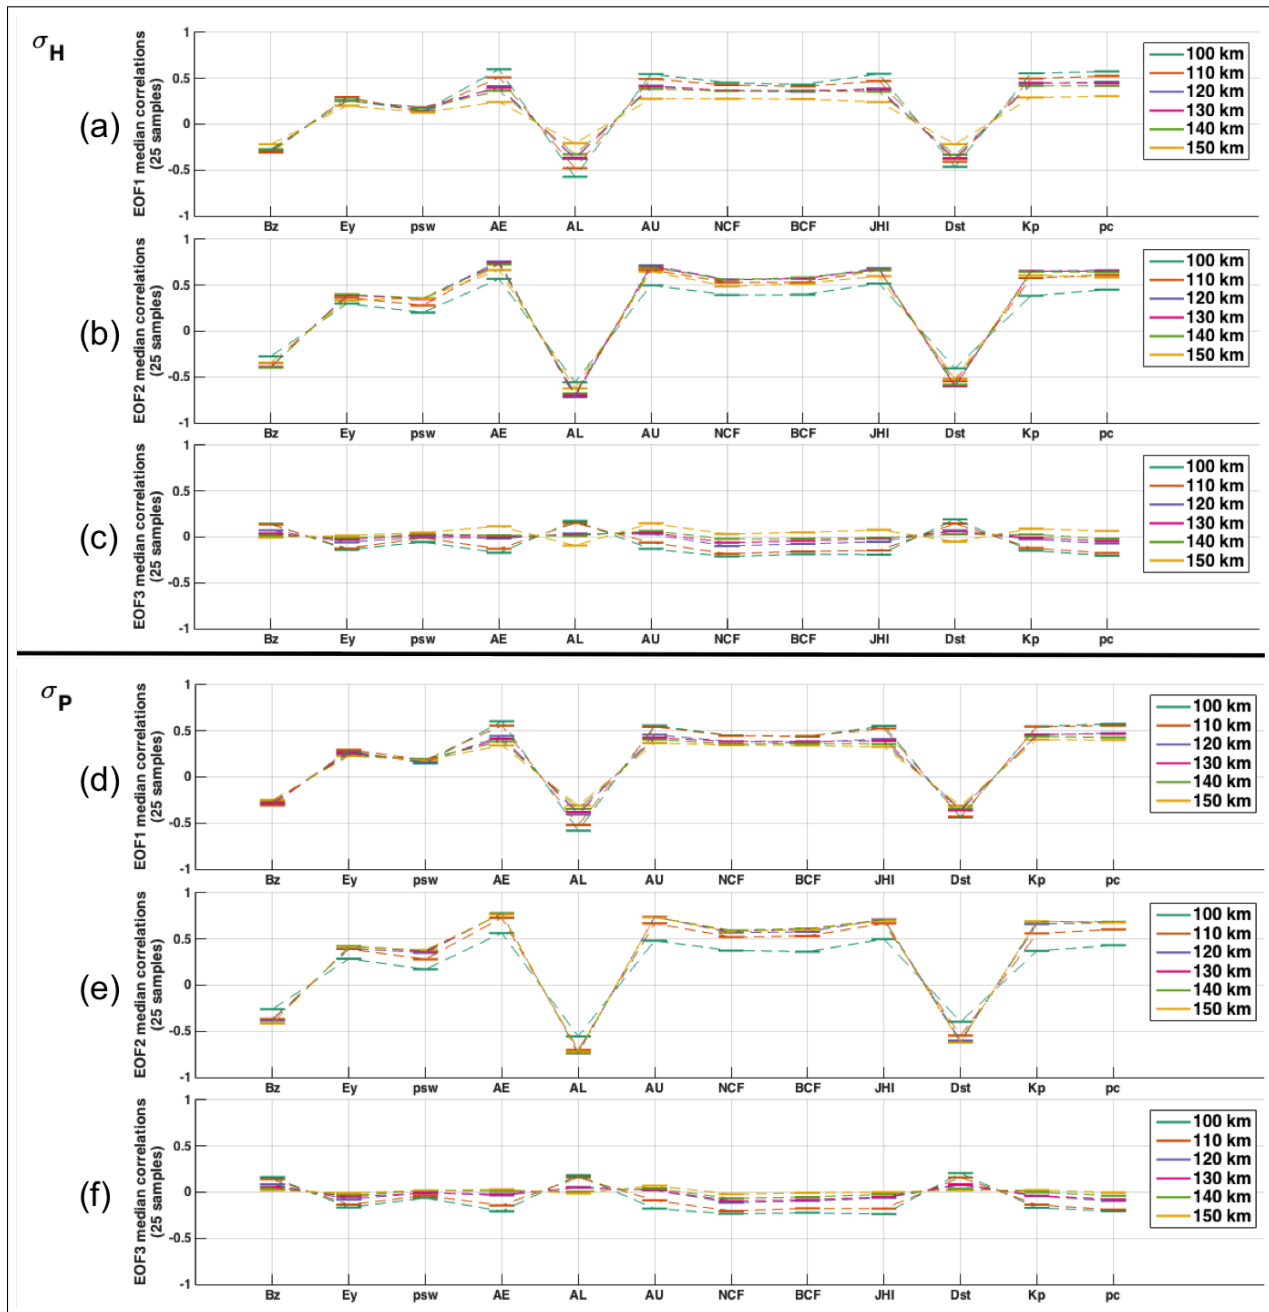 σH
(a)
EOF1 median correlations
(25 samples)
1
0.5
0
-0.5
-1
Bz Ey psw AE AL AU NCF BCF JHI Dst Kp pc
100 km
110 km
120 km
130 km
140 km
150 km
(b)
EOF2 median correlations
(25 samples)
1
0.5
0
-0.5
-1
Bz Ey psw AE AL AU NCF BCF JHI Dst Kp pc
100 km
110 km
120 km
130 km
140 km
150 km
(c)
EOF3 median correlations
(25 samples)
1
0.5
0
-0.5
-1
Bz Ey psw AE AL AU NCF BCF JHI Dst Kp pc
100 km
110 km
120 km
130 km
140 km
150 km
σP
(d)
EOF1 median correlations
(25 samples)
1
0.5
0
-0.5
-1
Bz Ey psw AE AL AU NCF BCF JHI Dst Kp pc
100 km
110 km
120 km
130 km
140 km
150 km
(e)
EOF2 median correlations
(25 samples)
1
0.5
0
-0.5
-1
Bz Ey psw AE AL AU NCF BCF JHI Dst Kp pc
100 km
110 km
120 km
130 km
140 km
150 km
(f)
EOF3 median correlations
(25 samples)
1
0.5
0
-0.5
-1
Bz Ey psw AE AL AU NCF BCF JHI Dst Kp pc
100 km
110 km
120 km
130 km
140 km
150 km